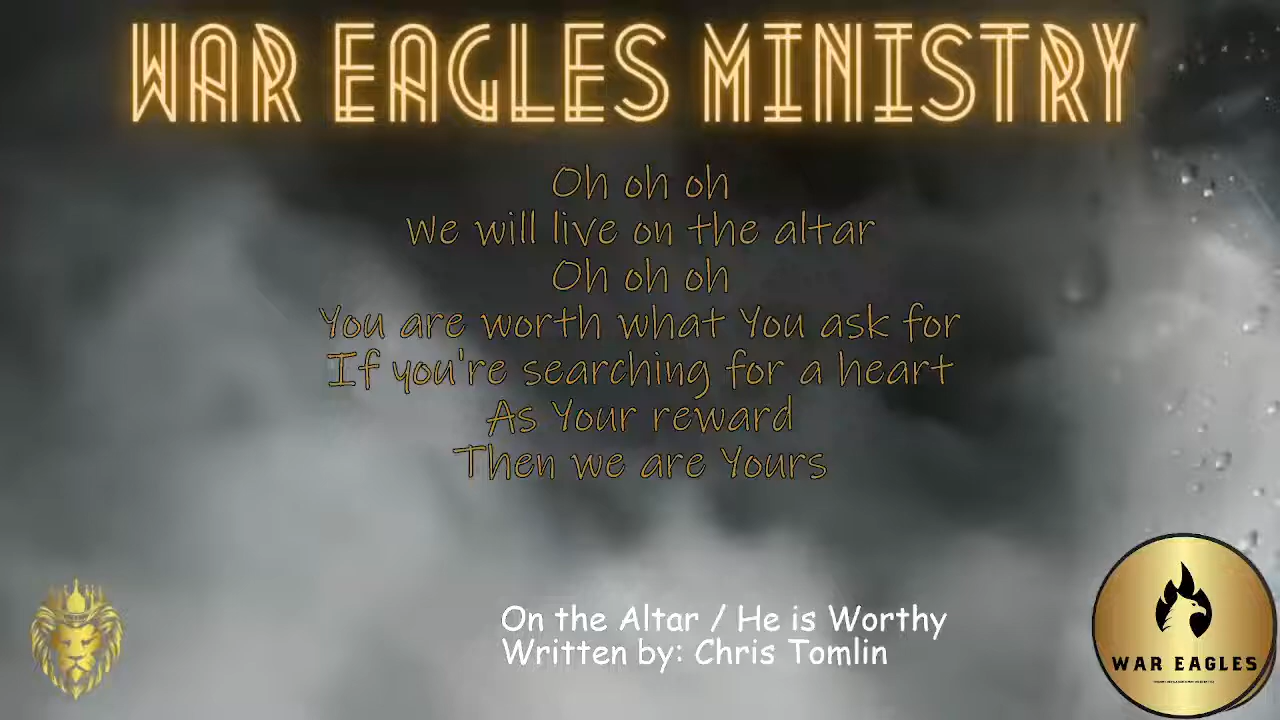 WAR EAGLES MINISTRY
Oh oh oh
We will live on the altar
Oh oh oh
You are worth what You ask for
If you're searching for a heart
As Your reward
Then we are Yours
On the Altar / He is Worthy
Written by: Chris Tomlin
WAR EAGLES